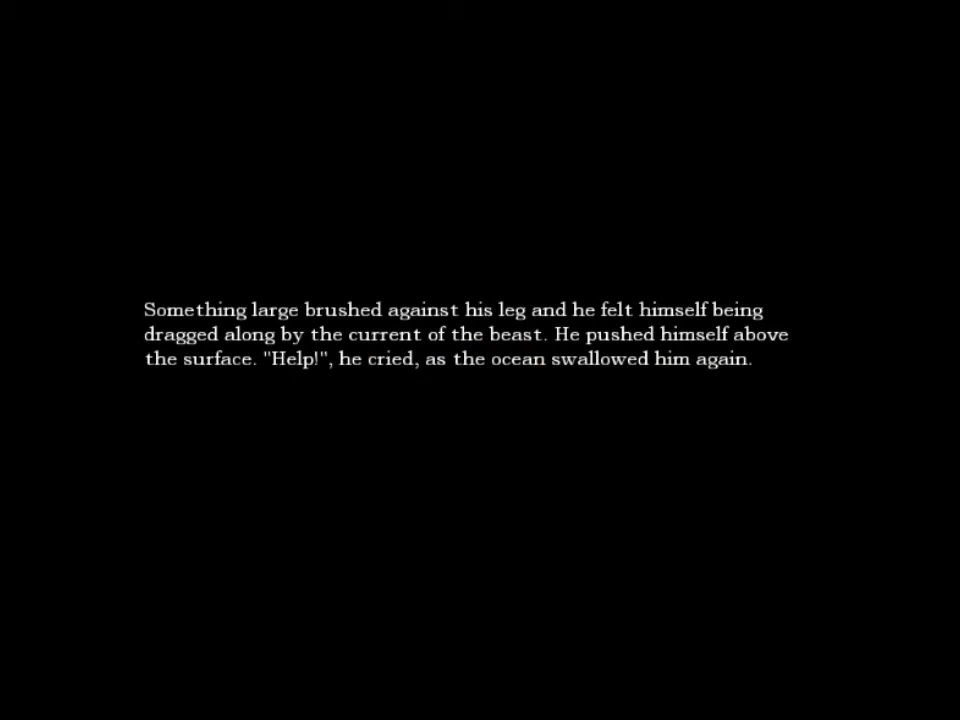 Something large brushed against his leg and he felt himself being
dragged along by the current of the beast. He pushed himself above
the surface. "Help!", he cried, as the ocean swallowed him again.